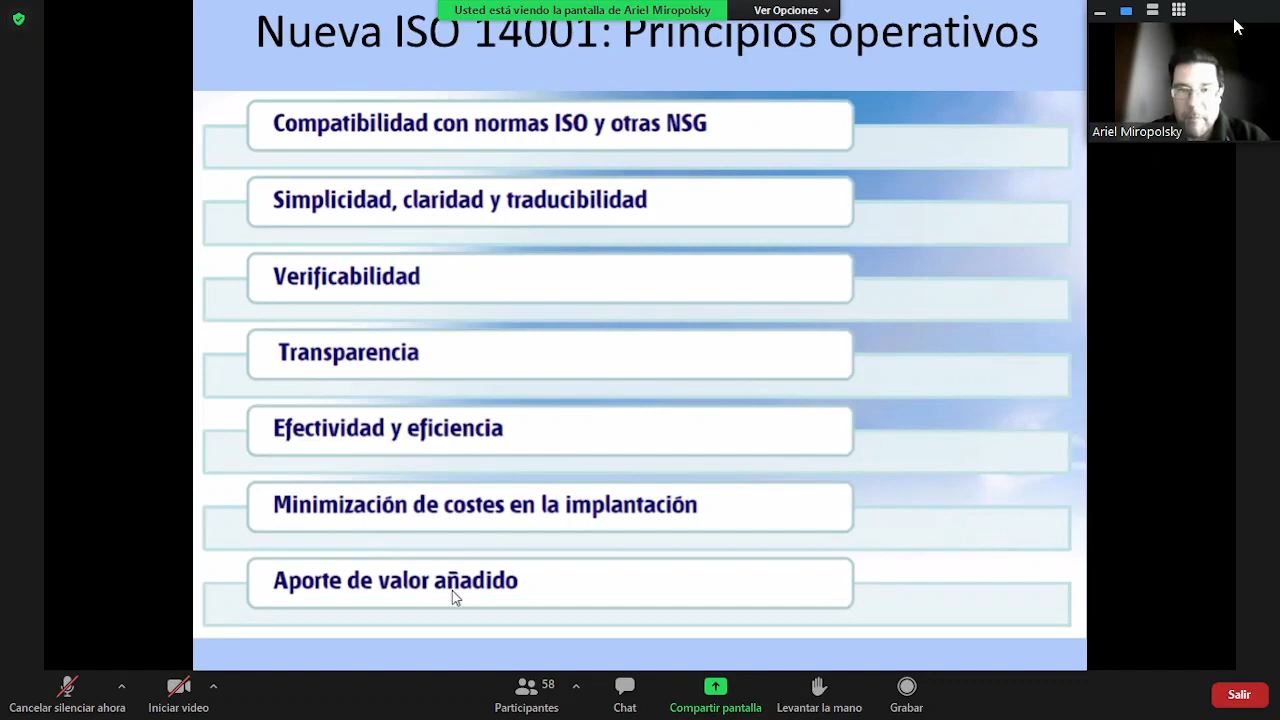 Usted está viendo la pantalla de Ariel Miropolsky
Ver Opciones
Nueva ISO 14001: Principios operativos
Ariel Miropolsky
Compatibilidad con normas ISO y otras NSG
Simplicidad, claridad y traducibilidad
Verificabilidad
Transparencia
Efectividad y eficiencia
Minimización de costes en la implantación
Aporte de valor añadido
Cancelar silenciar ahora
Iniciar video
58
Participantes
Chat
Compartir pantalla
Levantar la mano
Grabar
Salir